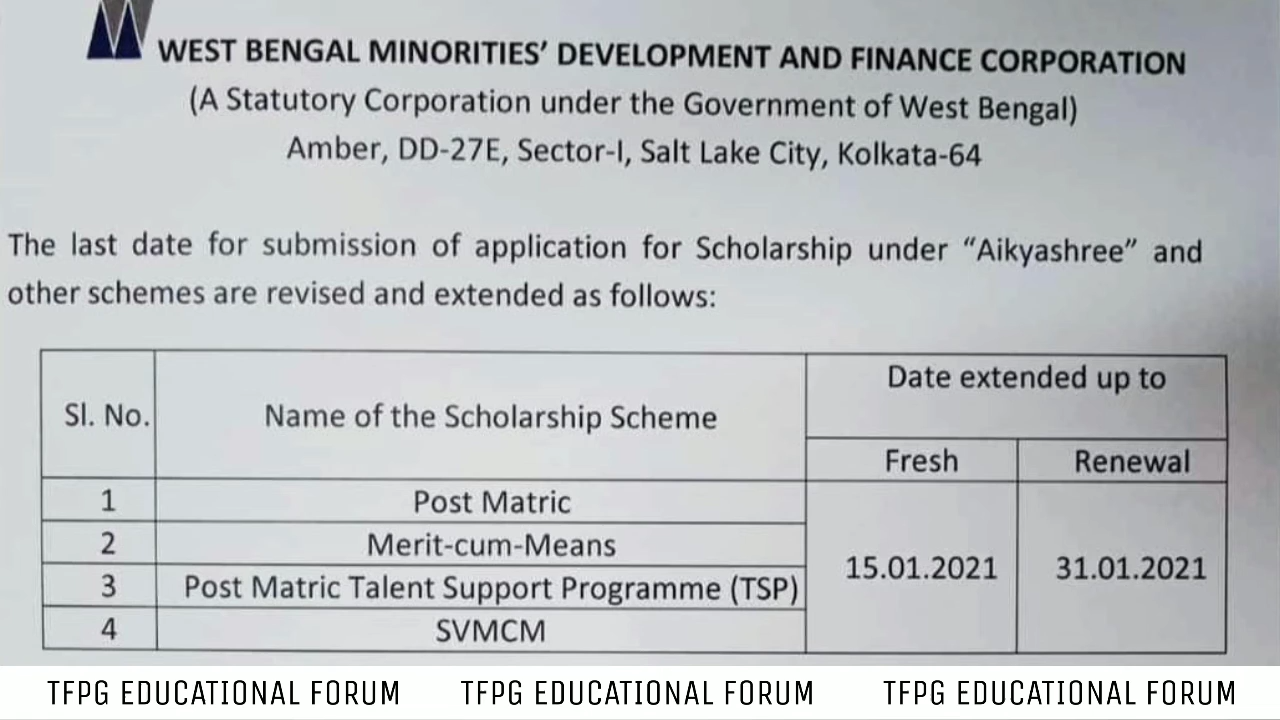 WEST BENGAL MINORITIES’ DEVELOPMENT AND FINANCE CORPORATION
(A Statutory Corporation under the Government of West Bengal)
Amber, DD-27E, Sector-I, Salt Lake City, Kolkata-64
The last date for submission of application for Scholarship under “Aikyashree” and
other schemes are revised and extended as follows:
Sl. No. Name of the Scholarship Scheme Date extended up to
Fresh Renewal
1 Post Matric
2 Merit-cum-Means
15.01.2021 31.01.2021
3 Post Matric Talent Support Programme (TSP)
4 SVMCM
TFPG EDUCATIONAL FORUM TFPG EDUCATIONAL FORUM TFPG EDUCATIONAL FORUM